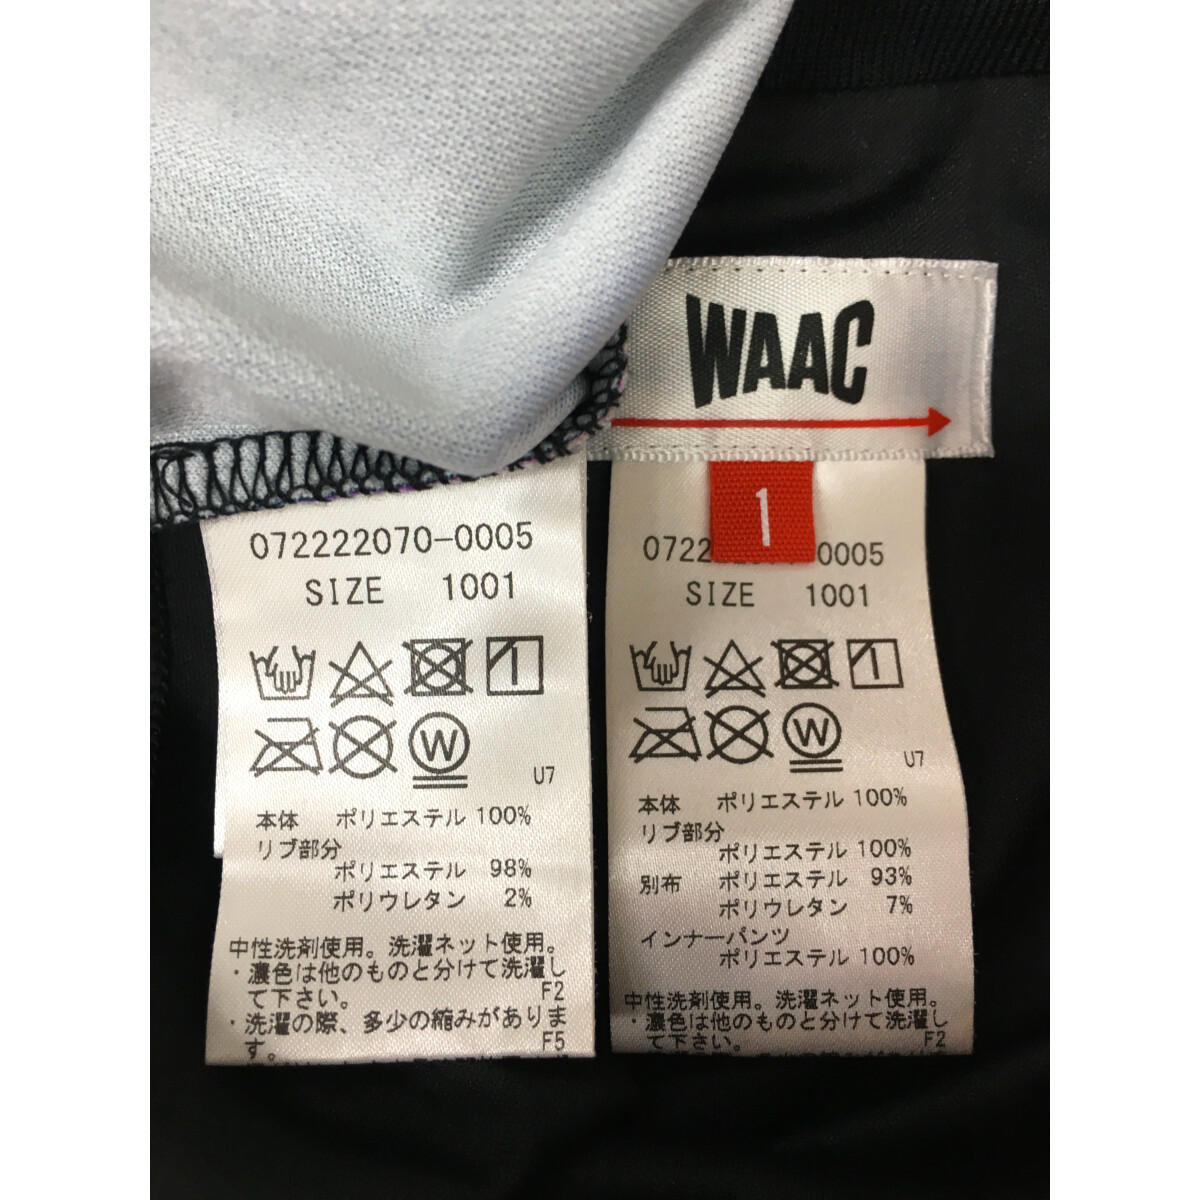 WAAC
1
072222070-0005
SIZE 1001
W
U7
本体 ポリエステル 100%
リブ部分
ポリエステル 98%
ポリウレタン 2%
中性洗剤使用。洗濯ネット使用。
・濃色は他のものと分けて洗濯し
て下さい。 F2
・洗濯の際、多少の縮みがありま
す。 F5
0722 0005
SIZE 1001
W
U7
本体 ポリエステル 100%
リブ部分
ポリエステル 100%
別布 ポリエステル 93%
ポリウレタン 7%
インナーパンツ
ポリエステル 100%
中性洗剤使用。洗濯ネット使用。
・濃色は他のものと分けて洗濯し
て下さい。 F2